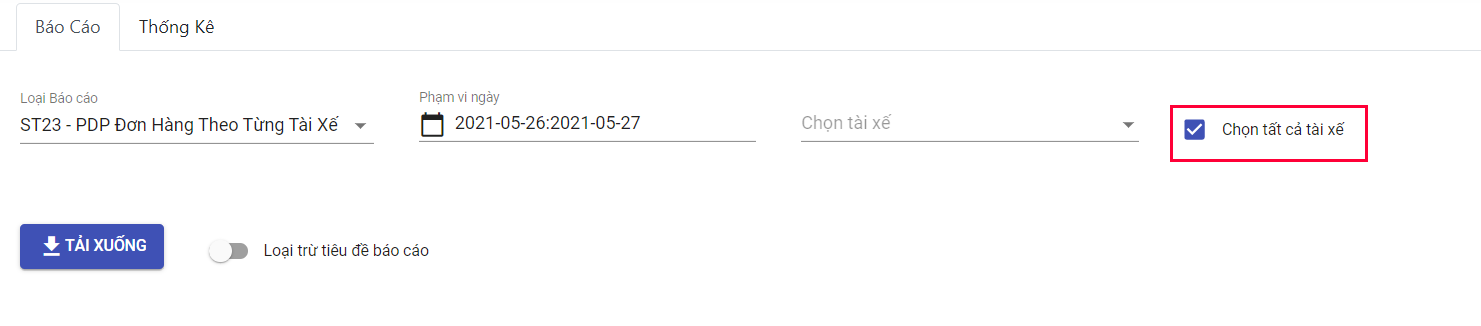 Báo Cáo
Thống Kê
Loại Báo cáo
ST23 - PDP Đơn Hàng Theo Từng Tài Xế
Phạm vi ngày
2021-05-26:2021-05-27
Chọn tài xế
Chọn tất cả tài xế
TẢI XUỐNG
Loại trừ tiêu đề báo cáo